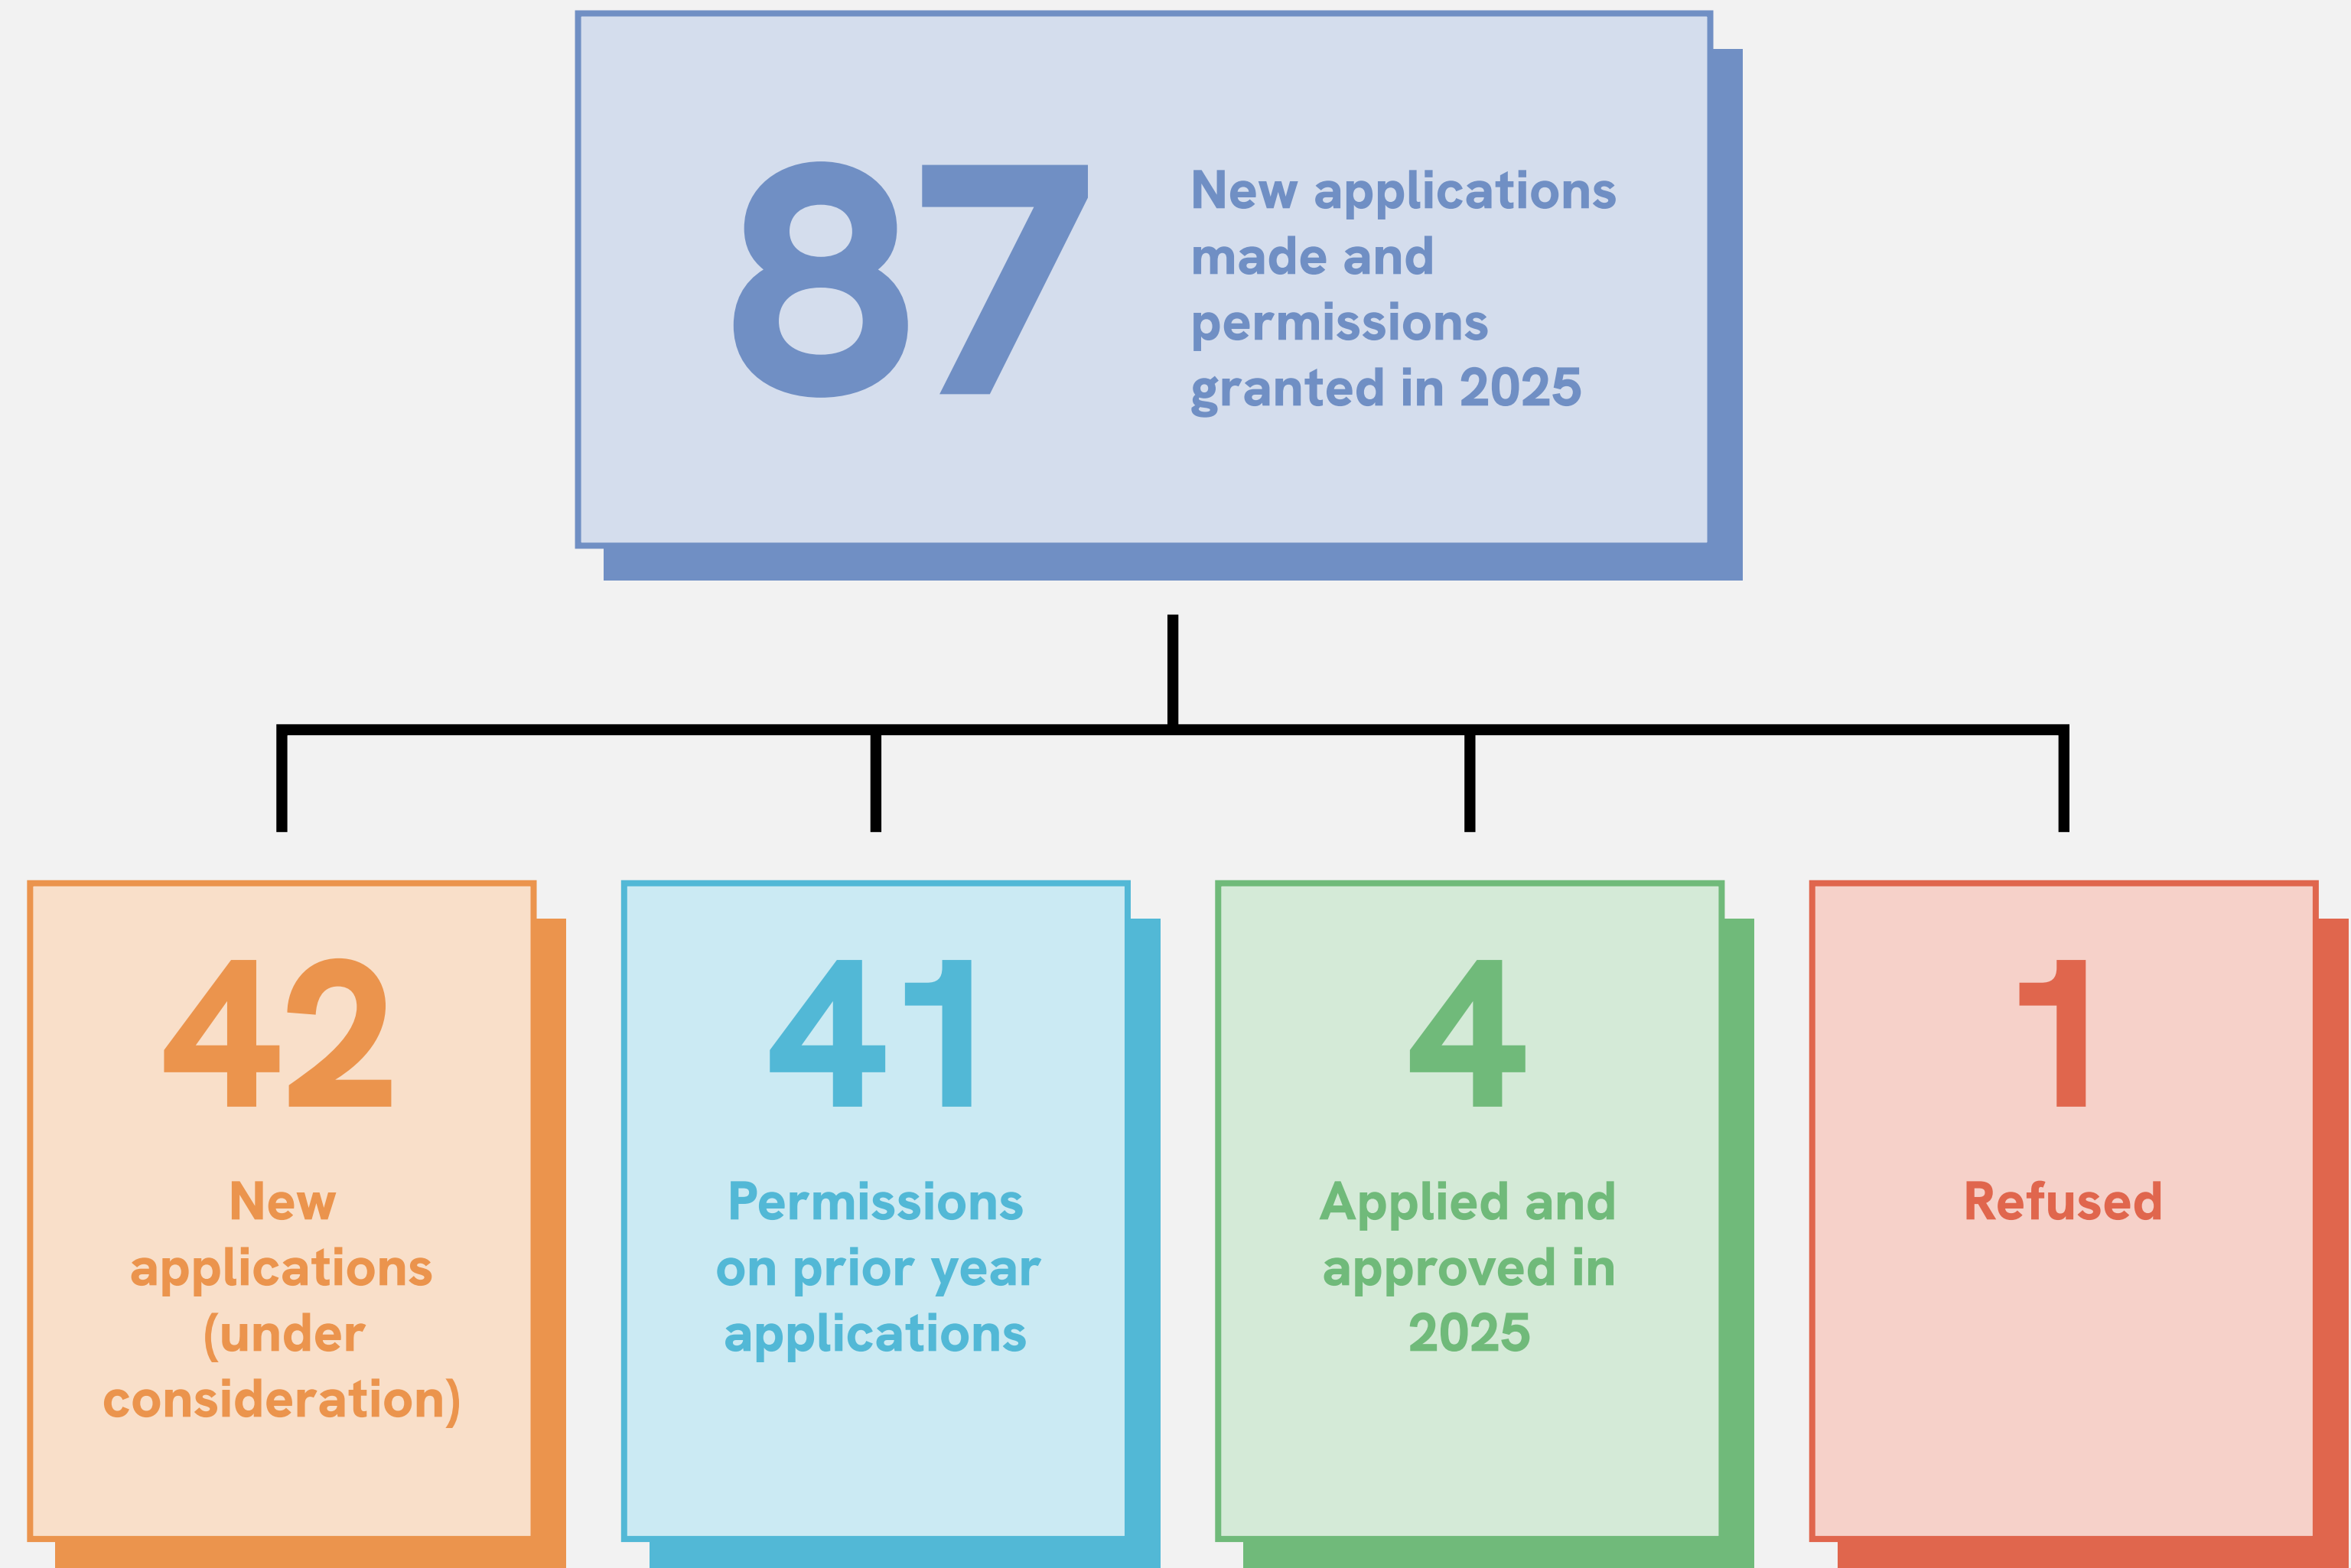 87
New applications
made and
permissions
granted in 2025
42
New
applications
(under
consideration)
41
Permissions
on prior year
applications
4
Applied and
approved in
2025
1
Refused